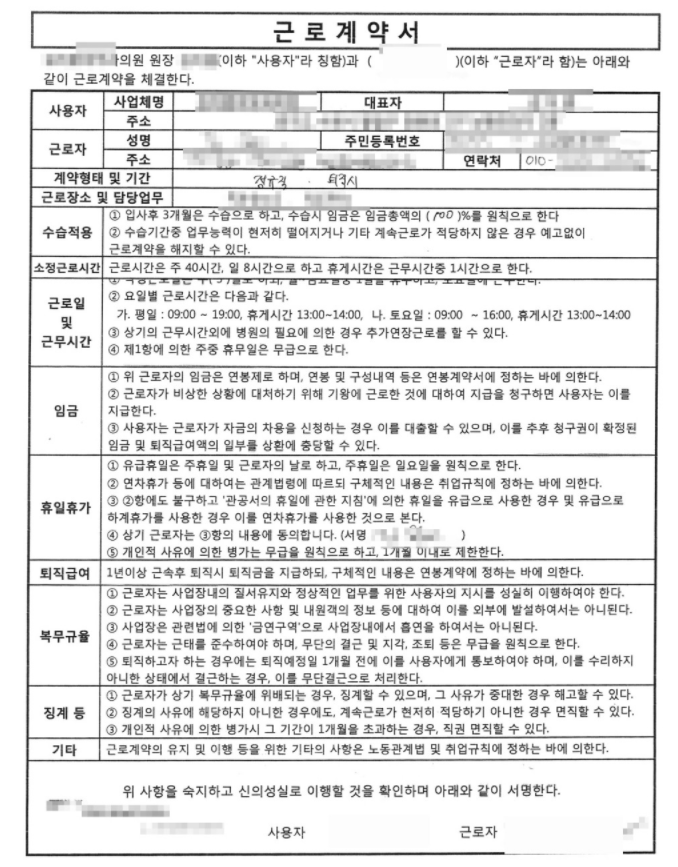 근로계약서
의원 원장 (이하 "사용자"라 칭함)과 ( )(이하 "근로자"라 함)는 아래와
같이 근로계약을 체결한다.
사용자 사업체명 대표자
주소
근로자 성명 주민등록번호
주소 연락처 010-
계약형태 및 기간 정규직 · 퇴직시
근로장소 및 담당업무
수습적용
① 입사후 3개월은 수습으로 하고, 수습시 임금은 임금총액의 ( 100 )%를 원칙으로 한다
② 수습기간중 업무능력이 현저히 떨어지거나 기타 계속근로가 적당하지 않은 경우 예고없이
근로계약을 해지할 수 있다.
소정근로시간 근로시간은 주 40시간, 일 8시간으로 하고 휴게시간은 근무시간중 1시간으로 한다.
근로일
및
근무시간
② 요일별 근로시간은 다음과 같다.
가. 평일 : 09:00 ~ 19:00, 휴게시간 13:00~14:00, 나. 토요일 : 09:00 ~ 16:00, 휴게시간 13:00~14:00
③ 상기의 근무시간외에 병원의 필요에 의한 경우 추가연장근로를 할 수 있다.
④ 제1항에 의한 주중 휴무일은 무급으로 한다.
임금
① 위 근로자의 임금은 연봉제로 하며, 연봉 및 구성내역 등은 연봉계약서에 정하는 바에 의한다.
② 근로자가 비상한 상황에 대처하기 위해 기왕에 근로한 것에 대하여 지급을 청구하면 사용자는 이를
지급한다.
③ 사용자는 근로자가 자금의 차용을 신청하는 경우 이를 대출할 수 있으며, 이를 추후 청구권이 확정된
임금 및 퇴직급여액의 일부를 상환에 충당할 수 있다.
휴일휴가
① 유급휴일은 주휴일 및 근로자의 날로 하고, 주휴일은 일요일을 원칙으로 한다.
② 연차휴가 등에 대하여는 관계법령에 따르되 구체적인 내용은 취업규칙에 정하는 바에 의한다.
③ ②항에도 불구하고 '관공서의 휴일에 관한 지침'에 의한 휴일을 유급으로 사용한 경우 및 유급으로
하계휴가를 사용한 경우 이를 연차휴가를 사용한 것으로 본다.
④ 상기 근로자는 ③항의 내용에 동의합니다. (서명 )
⑤ 개인적 사유에 의한 병가는 무급을 원칙으로 하고, 1개월 이내로 제한한다.
퇴직급여 1년이상 근속후 퇴직시 퇴직금을 지급하되, 구체적인 내용은 연봉계약에 정하는 바에 의한다.
복무규율
① 근로자는 사업장내의 질서유지와 정상적인 업무를 위한 사용자의 지시를 성실히 이행하여야 한다.
② 근로자는 사업장의 중요한 사항 및 내원객의 정보 등에 대하여 이를 외부에 발설하여서는 아니된다.
③ 사업장은 관련법에 의한 '금연구역'으로 사업장내에서 흡연을 하여서는 아니된다.
④ 근로자는 근태를 준수하여야 하며, 무단의 결근 및 지각, 조퇴 등은 무급을 원칙으로 한다.
⑤ 퇴직하고자 하는 경우에는 퇴직예정일 1개월 전에 이를 사용자에게 통보하여야 하며, 이를 수리하지
아니한 상태에서 결근하는 경우, 이를 무단결근으로 처리한다.
징계 등
① 근로자가 상기 복무규율에 위배되는 경우, 징계할 수 있으며, 그 사유가 중대한 경우 해고할 수 있다.
② 징계의 사유에 해당하지 아니한 경우에도, 계속근로가 현저히 적당하기 아니한 경우 면직할 수 있다.
③ 개인적 사유에 의한 병가시 그 기간이 1개월을 초과하는 경우, 직권 면직할 수 있다.
기타 근로계약의 유지 및 이행 등을 위한 기타의 사항은 노동관계법 및 취업규칙에 정하는 바에 의한다.
위 사항을 숙지하고 신의성실로 이행할 것을 확인하며 아래와 같이 서명한다.
사용자 근로자